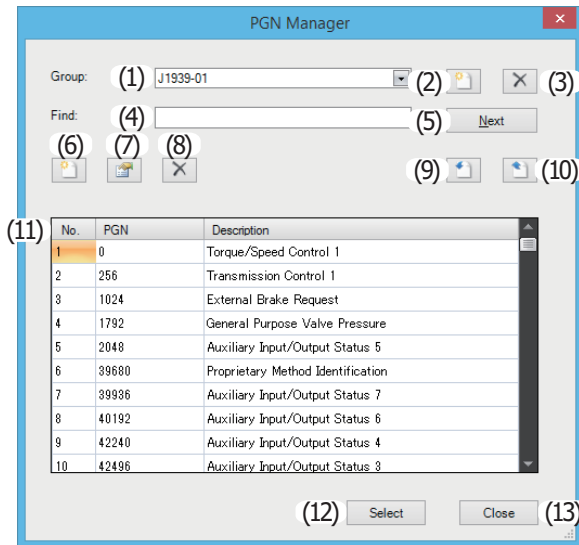 PGN Manager
Group: (1) J1939-01 (2) (3)
Find: (4) (5) Next
(6) (7) (8) (9) (10)
(11) No. PGN Description
1 0 Torque/Speed Control 1
2 256 Transmission Control 1
3 1024 External Brake Request
4 1792 General Purpose Valve Pressure
5 2048 Auxiliary Input/Output Status 5
6 39680 Proprietary Method Identification
7 39936 Auxiliary Input/Output Status 7
8 40192 Auxiliary Input/Output Status 6
9 42240 Auxiliary Input/Output Status 4
10 42496 Auxiliary Input/Output Status 3
(12) Select Close (13)